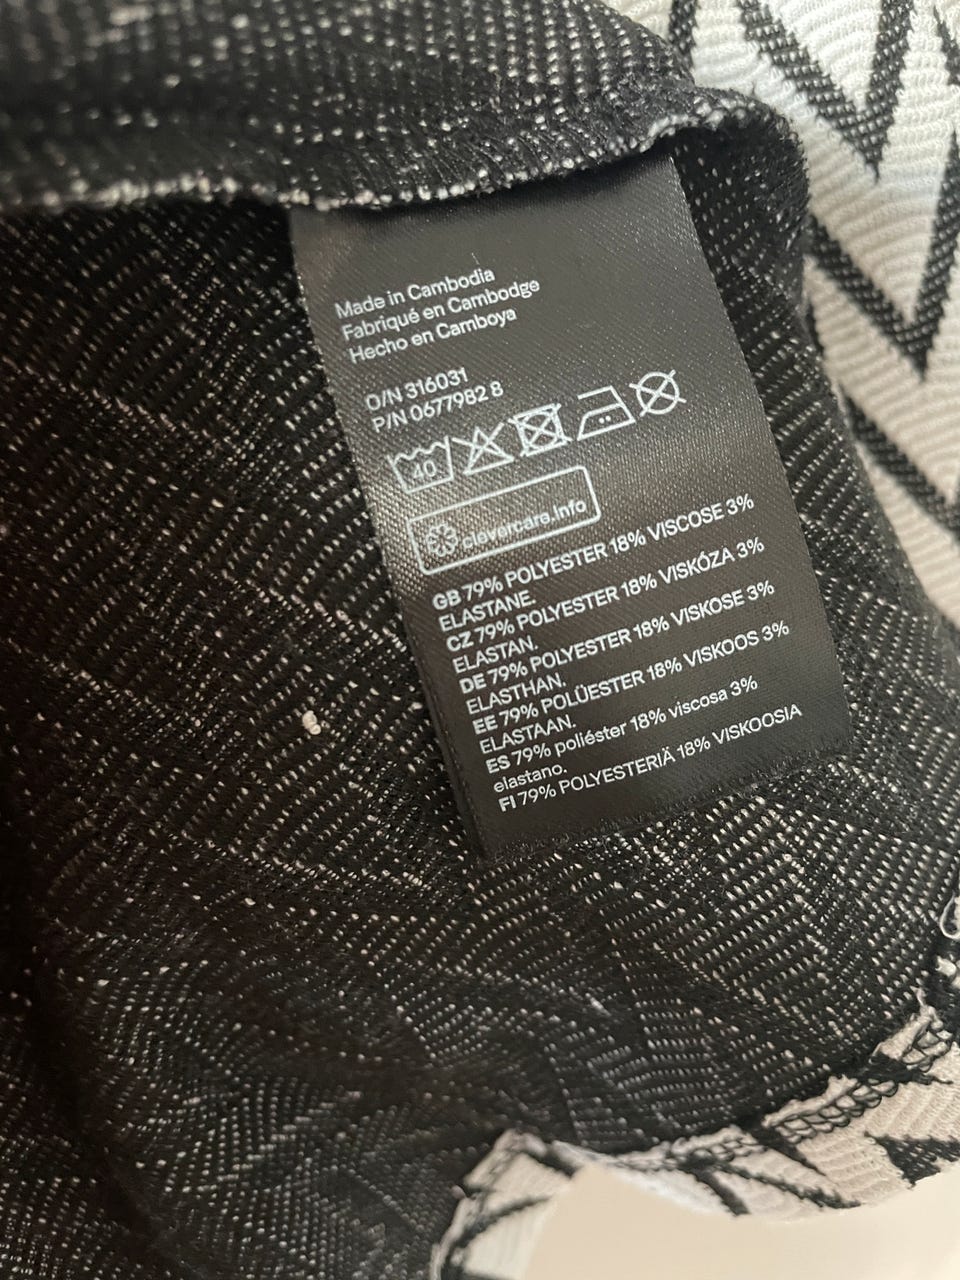 Made in Cambodia
Fabriqué en Cambodge
Hecho en Camboya
O/N 316031
P/N 0677982 8
40
clevercare.info
GB 79% POLYESTER 18% VISCOSE 3%
ELASTANE.
CZ 79% POLYESTER 18% VISKÓZA 3%
ELASTAN.
DE 79% POLYESTER 18% VISKOSE 3%
ELASTHAN.
EE 79% POLÜESTER 18% VISKOOS 3%
ELASTAAN.
ES 79% poliéster 18% viscosa 3%
elastano.
FI 79% POLYESTERIÄ 18% VISKOOSIA